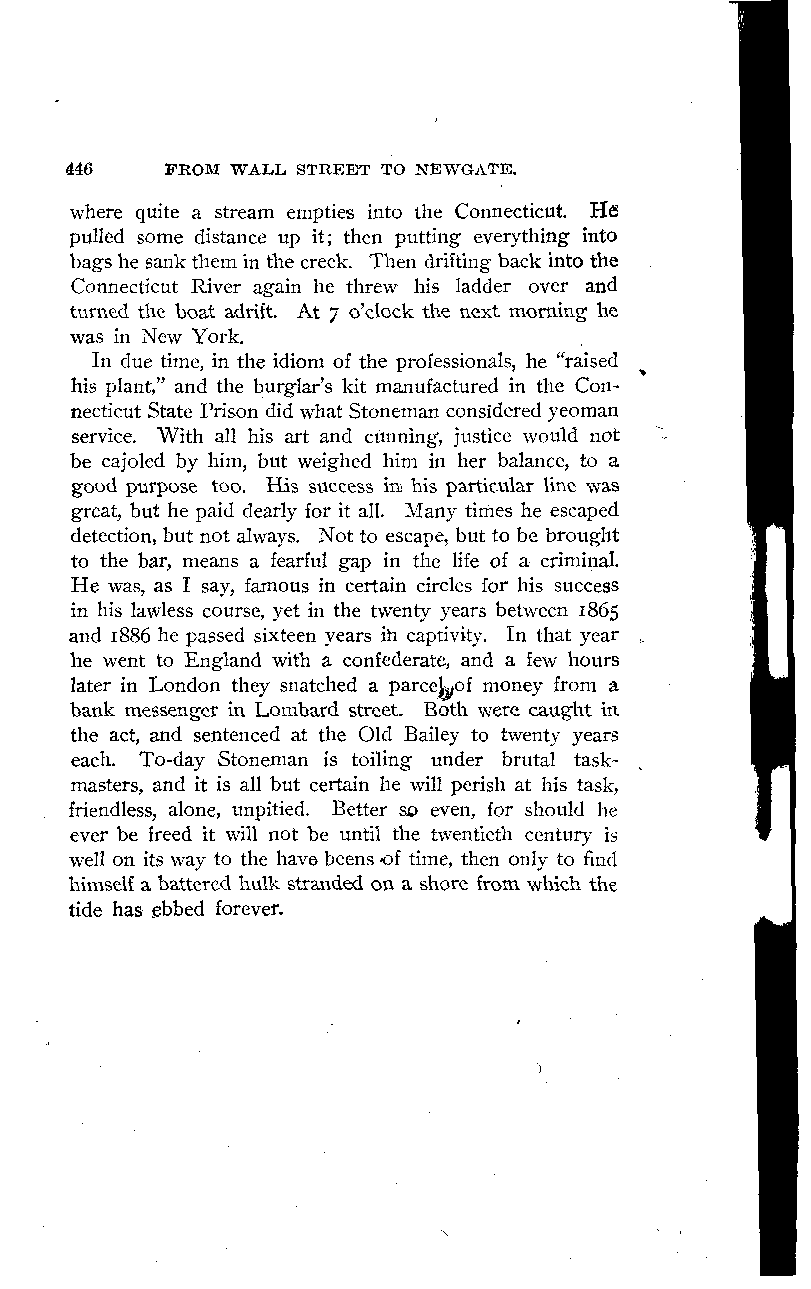 446 FROM WALL STREET TO NEWGATE.
where quite a stream empties into the Connecticut. He
pulled some distance up it; then putting everything into
bags he sank them in the creek. Then drifting back into the
Connecticut River again he threw his ladder over and
turned the boat adrift. At 7 o'clock the next morning he
was in New York.
In due time, in the idiom of the professionals, he "raised
his plant," and the burglar's kit manufactured in the Con-
necticut State Prison did what Stoneman considered yeoman
service. With all his art and cunning, justice would not
be cajoled by him, but weighed him in her balance, to a
good purpose too. His success in his particular line was
great, but he paid dearly for it all. Many times he escaped
detection, but not always. Not to escape, but to be brought
to the bar, means a fearful gap in the life of a criminal.
He was, as I say, famous in certain circles for his success
in his lawless course, yet in the twenty years between 1865
and 1886 he passed sixteen years in captivity. In that year
he went to England with a confederate, and a few hours
later in London they snatched a parcel of money from a
bank messenger in Lombard street. Both were caught in
the act, and sentenced at the Old Bailey to twenty years
each. To-day Stoneman is toiling under brutal task-
masters, and it is all but certain he will perish at his task,
friendless, alone, unpitied. Better so even, for should he
ever be freed it will not be until the twentieth century is
well on its way to the have beens of time, then only to find
himself a battered hulk stranded on a shore from which the
tide has ebbed forever.